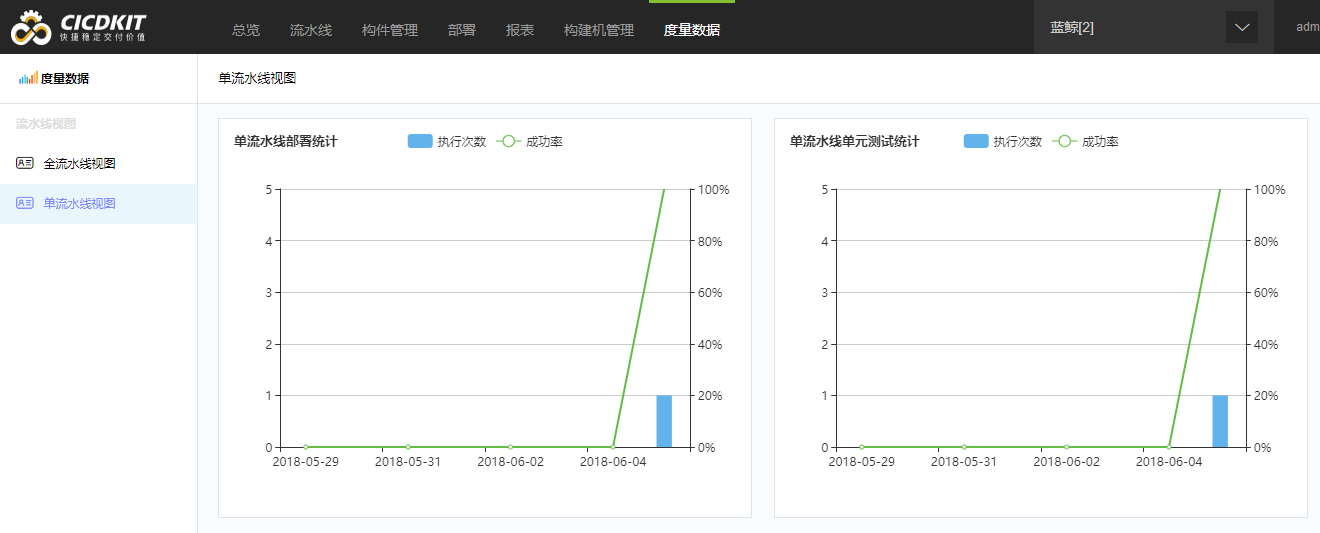 CICDKIT
快捷稳定交付价值
总览 流水线 构件管理 部署 报表 构建机管理 度量数据 蓝鲸[2] adm
度量数据
单流水线视图
流水线视图
全流水线视图
单流水线视图
单流水线部署统计 执行次数 成功率
5 100%
4 80%
3 60%
2 40%
1 20%
0 0%
2018-05-29 2018-05-31 2018-06-02 2018-06-04
单流水线单元测试统计 执行次数 成功率
5 100%
4 80%
3 60%
2 40%
1 20%
0 0%
2018-05-29 2018-05-31 2018-06-02 2018-06-04